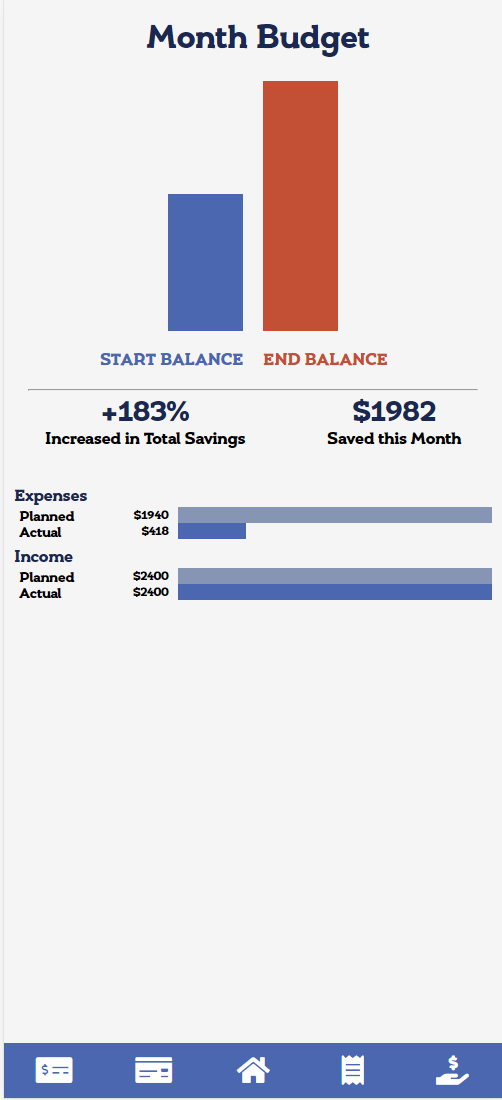 Month Budget
START BALANCE END BALANCE
+183% $1982
Increased in Total Savings Saved this Month
Expenses
Planned $1940
Actual $418
Income
Planned $2400
Actual $2400
$
$